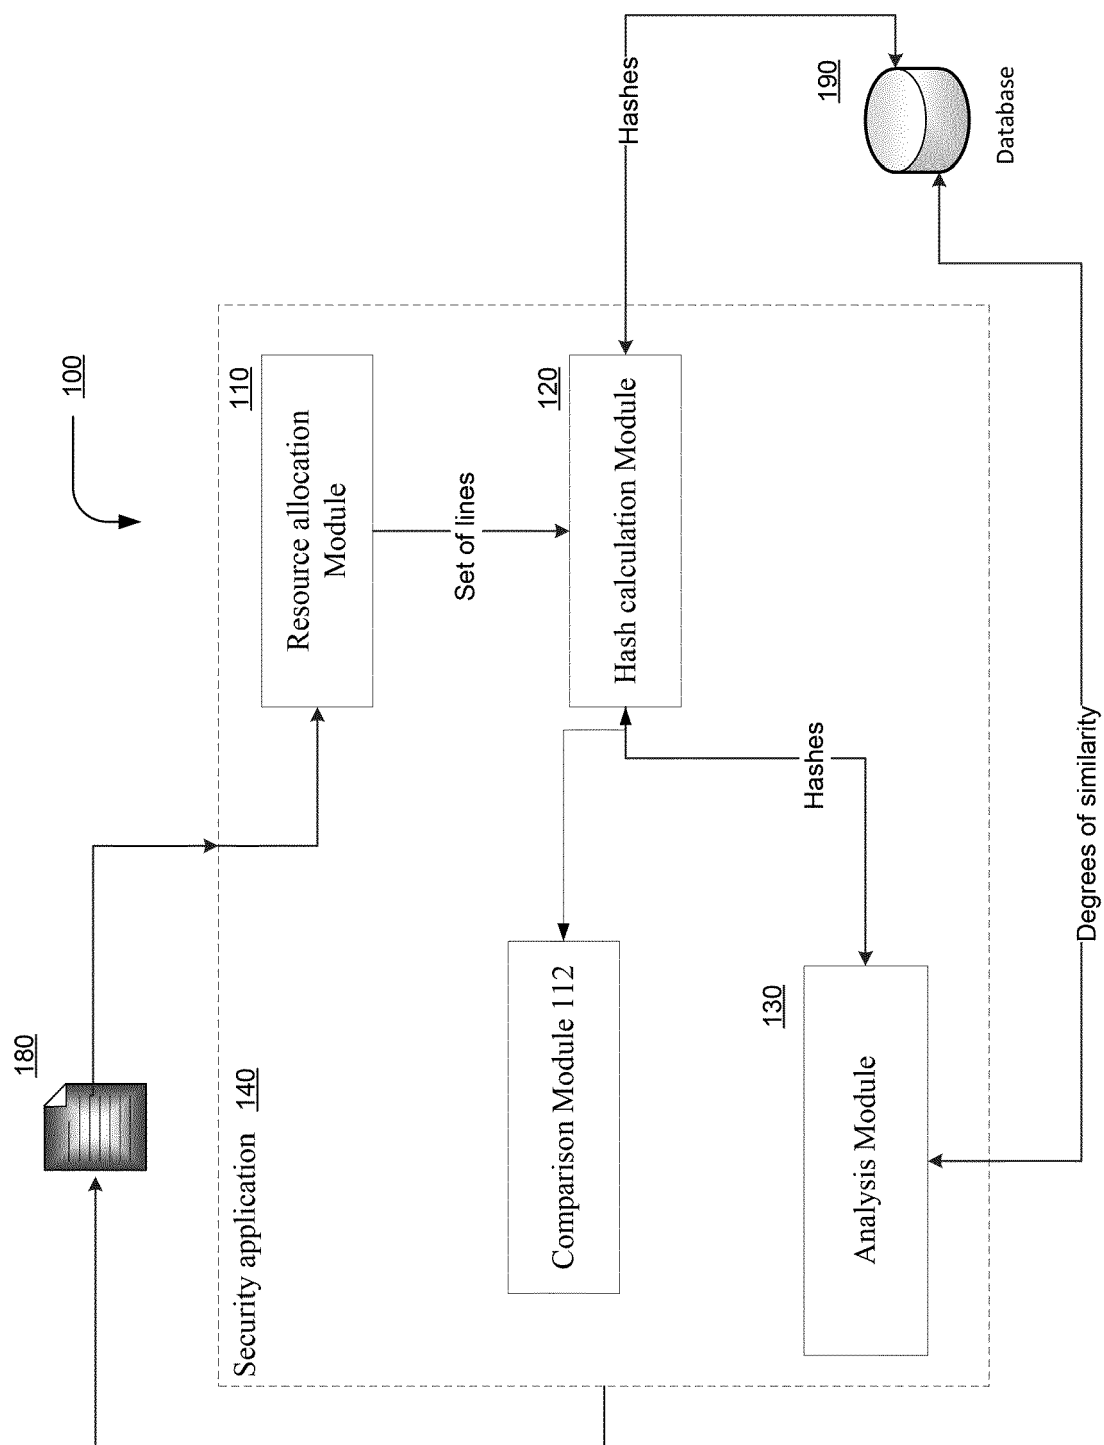 100
180
Security application 140
110
Resource allocation
Module
Set of lines
120
Hash calculation Module
Comparison Module 112
Hashes
130
Analysis Module
Hashes
190
Database
Degrees of similarity